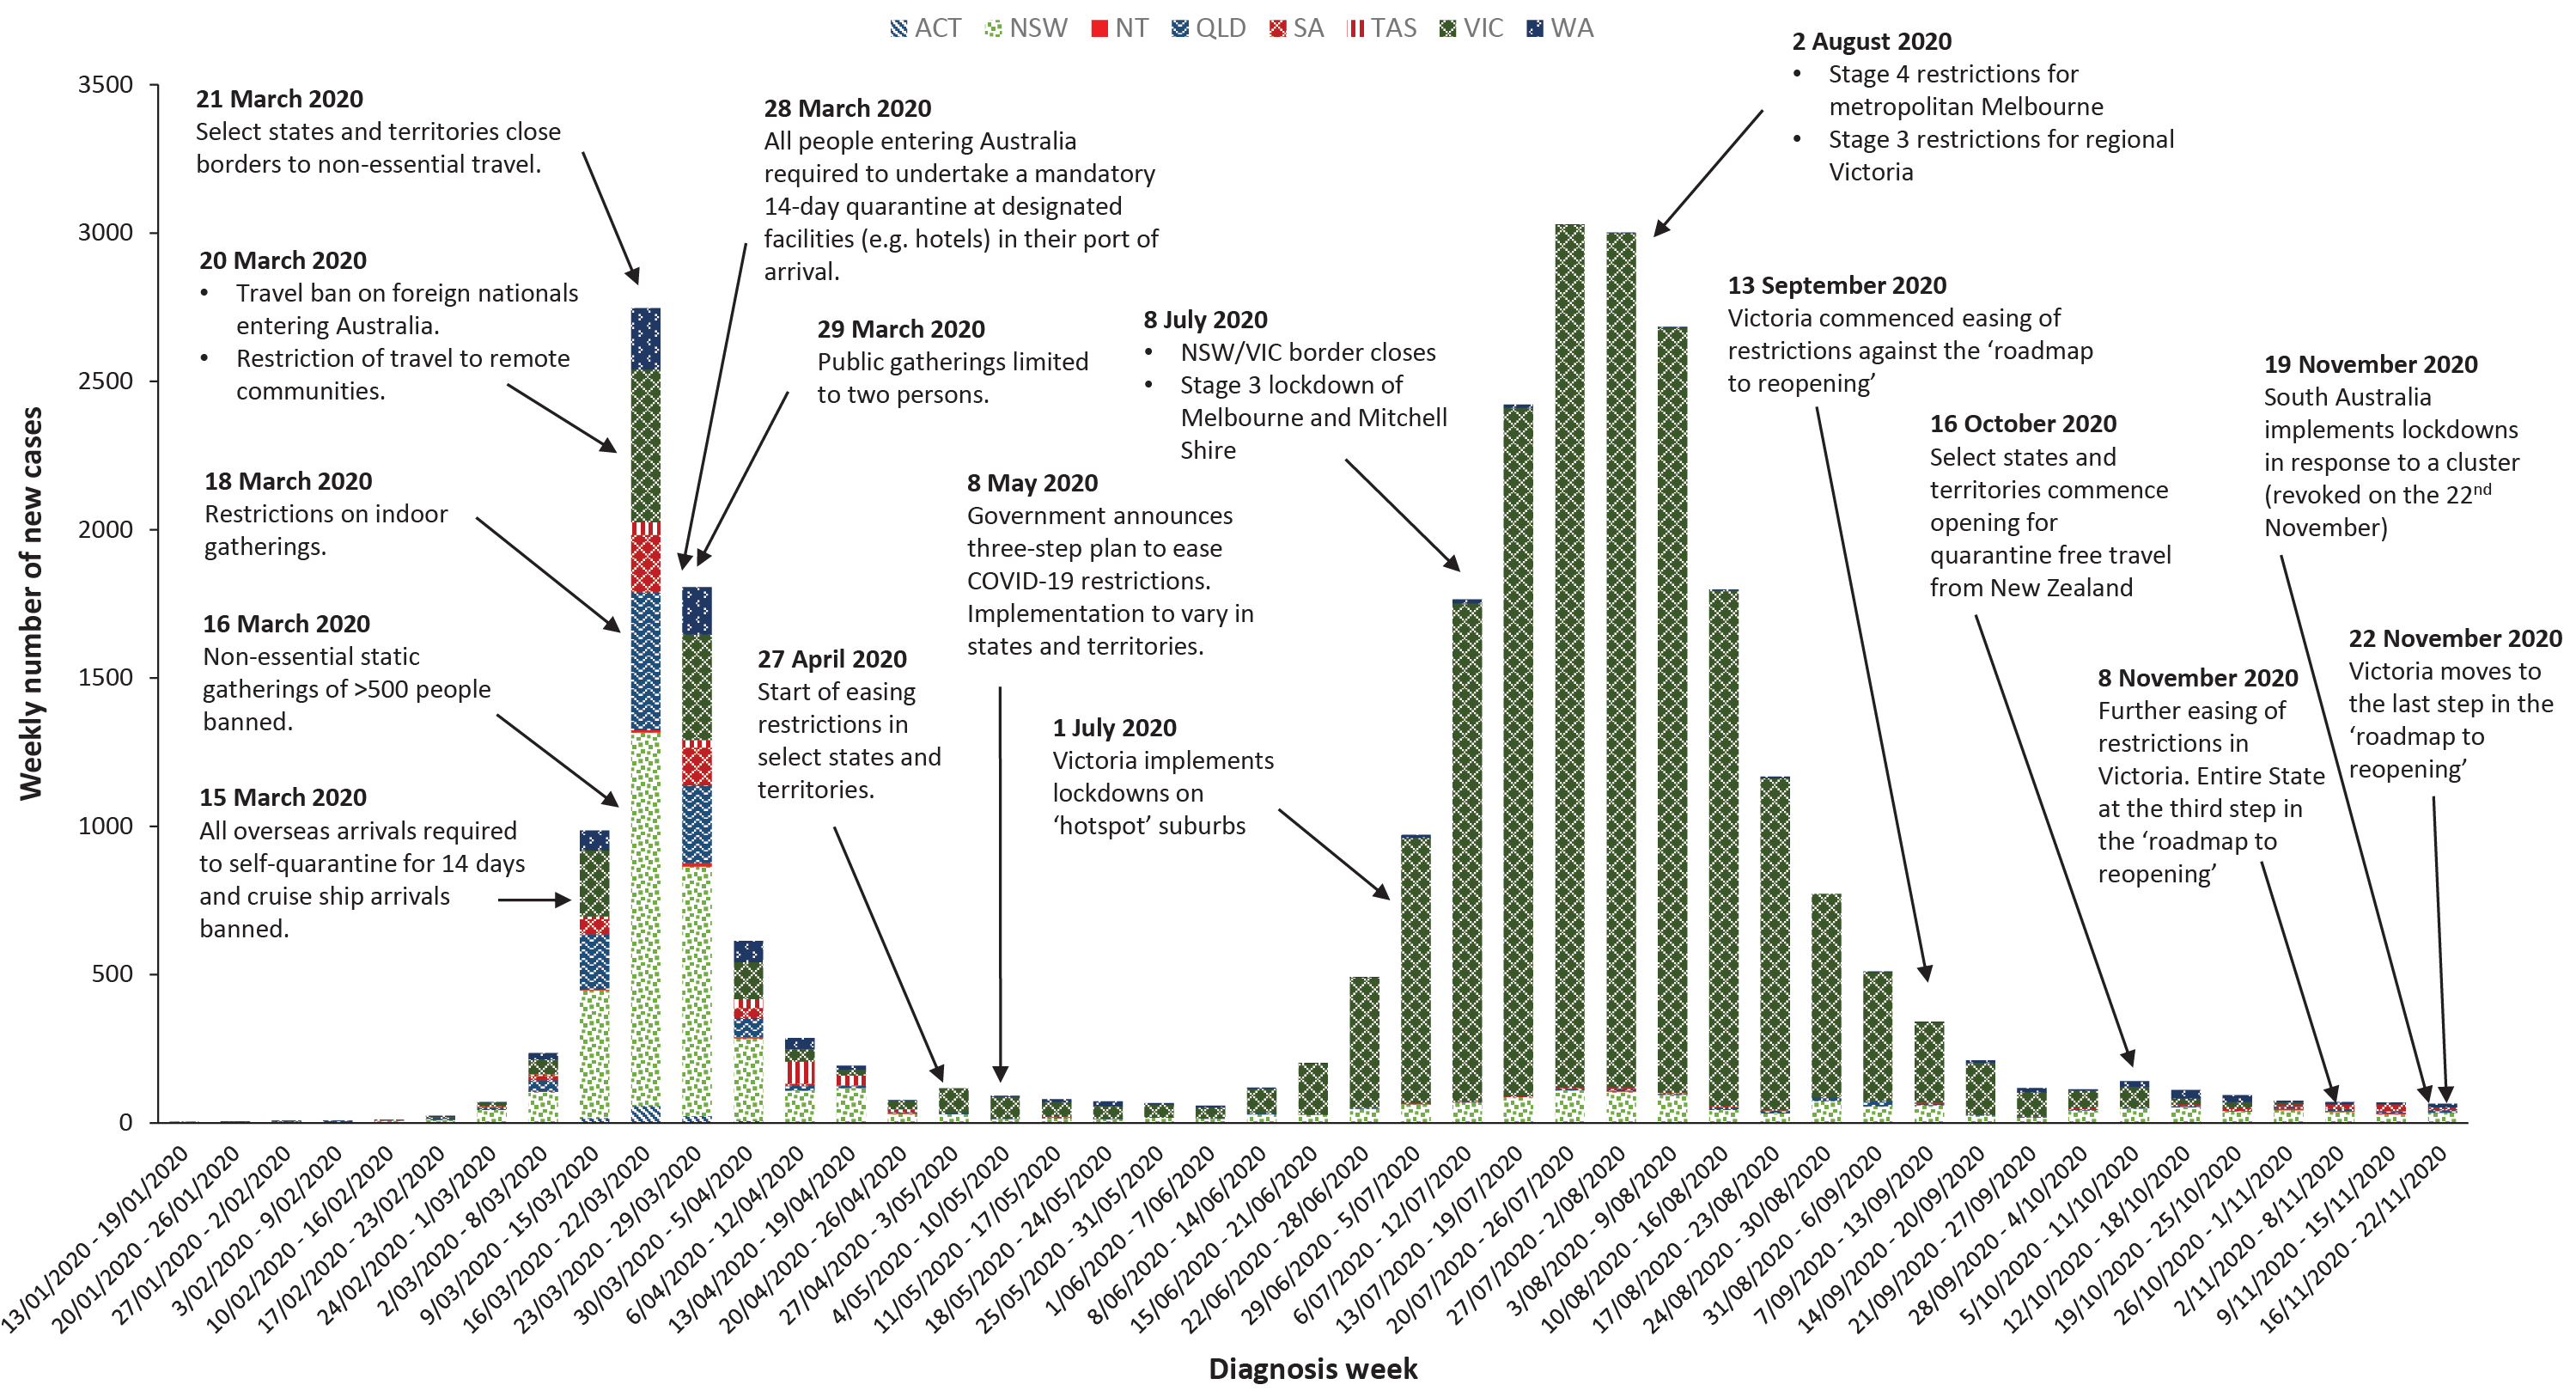 ACT NSW NT QLD SA TAS VIC WA
Weekly number of new cases
3500
3000
2500
2000
1500
1000
500
0
21 March 2020
Select states and territories close
borders to non-essential travel.
20 March 2020
• Travel ban on foreign nationals
entering Australia.
• Restriction of travel to remote
communities.
18 March 2020
Restrictions on indoor
gatherings.
16 March 2020
Non-essential static
gatherings of >500 people
banned.
15 March 2020
All overseas arrivals required
to self-quarantine for 14 days
and cruise ship arrivals
banned.
28 March 2020
All people entering Australia
required to undertake a mandatory
14-day quarantine at designated
facilities (e.g. hotels) in their port of
arrival.
29 March 2020
Public gatherings limited
to two persons.
27 April 2020
Start of easing
restrictions in
select states and
territories.
8 May 2020
Government announces
three-step plan to ease
COVID-19 restrictions.
Implementation to vary in
states and territories.
1 July 2020
Victoria implements
lockdowns on
‘hotspot’ suburbs
8 July 2020
• NSW/VIC border closes
• Stage 3 lockdown of
Melbourne and Mitchell
Shire
2 August 2020
• Stage 4 restrictions for
metropolitan Melbourne
• Stage 3 restrictions for regional
Victoria
13 September 2020
Victoria commenced easing of
restrictions against the ‘roadmap
to reopening’
16 October 2020
Select states and
territories commence
opening for
quarantine free travel
from New Zealand
8 November 2020
Further easing of
restrictions in
Victoria. Entire State
at the third step in
the ‘roadmap to
reopening’
19 November 2020
South Australia
implements lockdowns
in response to a cluster
(revoked on the 22nd
November)
22 November 2020
Victoria moves to
the last step in the
‘roadmap to
reopening’
13/01/2020 - 19/01/2020
20/01/2020 - 26/01/2020
27/01/2020 - 2/02/2020
3/02/2020 - 9/02/2020
10/02/2020 - 16/02/2020
17/02/2020 - 23/02/2020
24/02/2020 - 1/03/2020
2/03/2020 - 8/03/2020
9/03/2020 - 15/03/2020
16/03/2020 - 22/03/2020
23/03/2020 - 29/03/2020
30/03/2020 - 5/04/2020
6/04/2020 - 12/04/2020
13/04/2020 - 19/04/2020
20/04/2020 - 26/04/2020
27/04/2020 - 3/05/2020
4/05/2020 - 10/05/2020
11/05/2020 - 17/05/2020
18/05/2020 - 24/05/2020
25/05/2020 - 31/05/2020
1/06/2020 - 7/06/2020
8/06/2020 - 14/06/2020
15/06/2020 - 21/06/2020
22/06/2020 - 28/06/2020
29/06/2020 - 5/07/2020
6/07/2020 - 12/07/2020
13/07/2020 - 19/07/2020
20/07/2020 - 26/07/2020
27/07/2020 - 2/08/2020
3/08/2020 - 9/08/2020
10/08/2020 - 16/08/2020
17/08/2020 - 23/08/2020
24/08/2020 - 30/08/2020
31/08/2020 - 6/09/2020
7/09/2020 - 13/09/2020
14/09/2020 - 20/09/2020
21/09/2020 - 27/09/2020
28/09/2020 - 4/10/2020
5/10/2020 - 11/10/2020
12/10/2020 - 18/10/2020
19/10/2020 - 25/10/2020
26/10/2020 - 1/11/2020
2/11/2020 - 8/11/2020
9/11/2020 - 15/11/2020
16/11/2020 - 22/11/2020
Diagnosis week